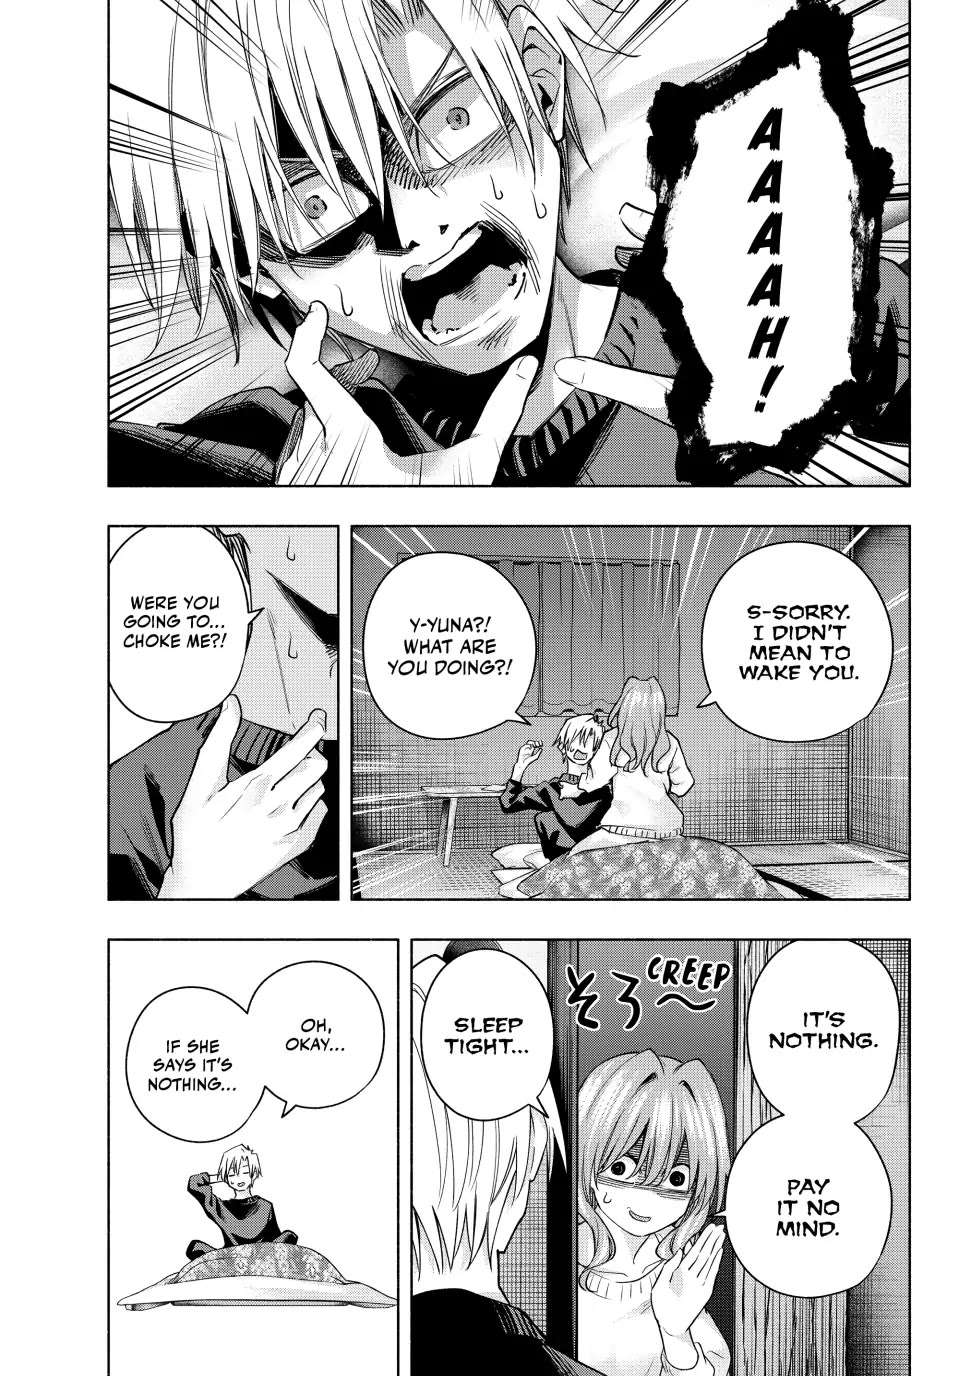 AAAAAH!
S-SORRY.
I DIDN'T
MEAN TO
WAKE YOU.
Y-YUNA?!
WHAT ARE
YOU DOING?!
WERE YOU
GOING TO...
CHOKE ME?!
IT'S
NOTHING.
PAY
IT NO
MIND.
CREEP
そろ～
SLEEP
TIGHT...
OH,
OKAY...
IF SHE
SAYS IT'S
NOTHING...